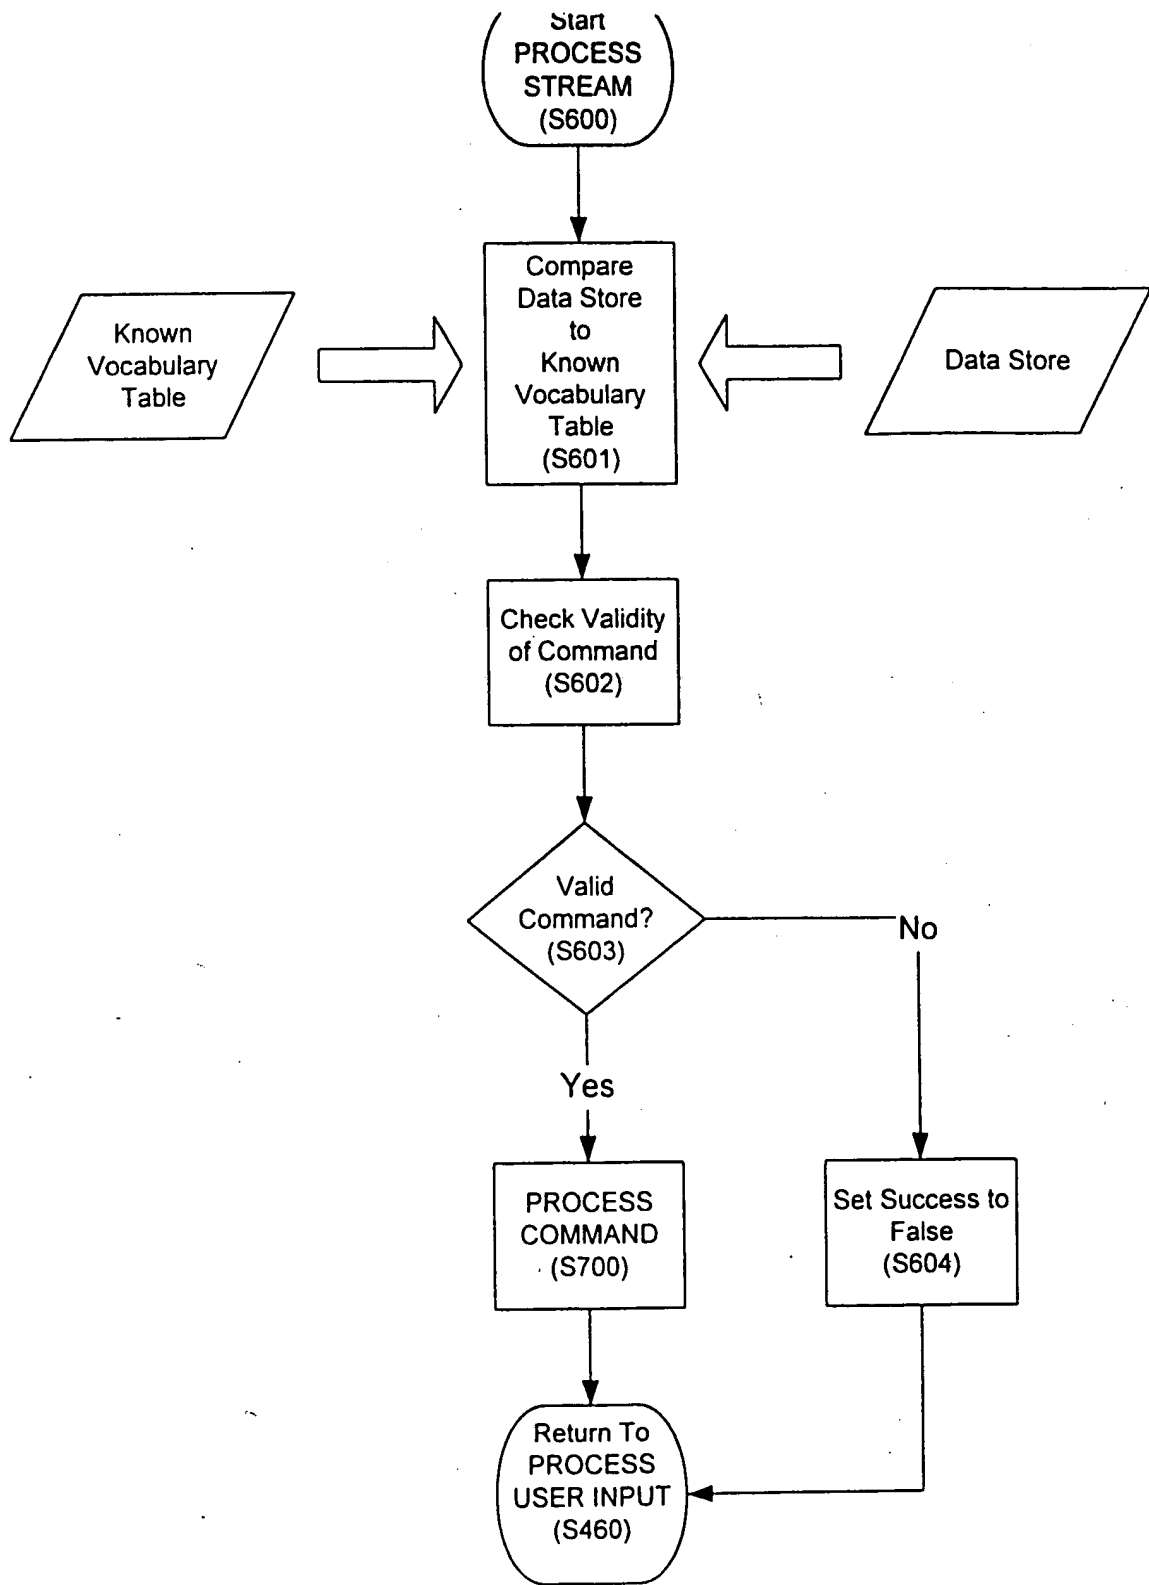 Start
PROCESS
STREAM
(S600)
Compare
Data Store
to
Known
Vocabulary
Table
(S601)
Known
Vocabulary
Table
Data Store
Check Validity
of Command
(S602)
Valid
Command?
(S603)
No
Yes
PROCESS
COMMAND
(S700)
Set Success to
False
(S604)
Return To
PROCESS
USER INPUT
(S460)